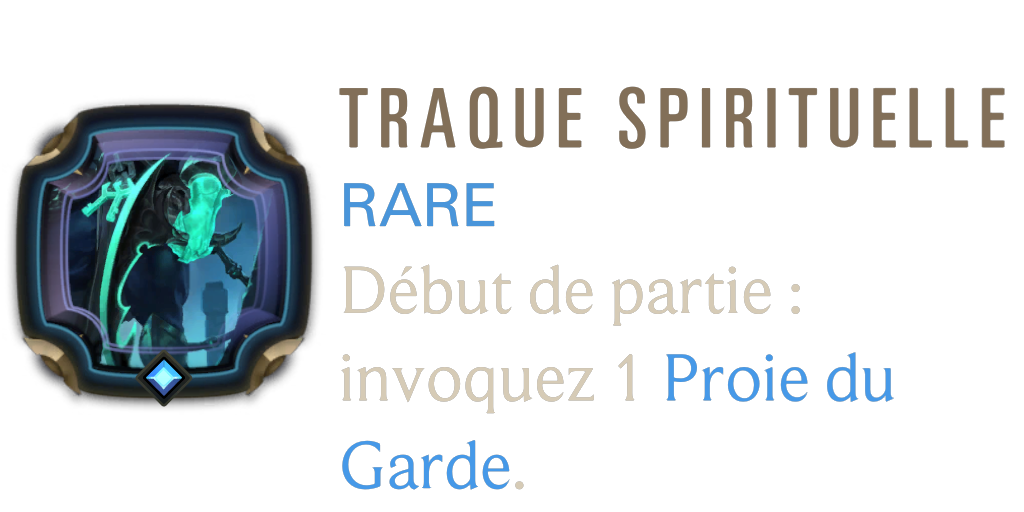 TRAQUE SPIRITUELLE
RARE
Début de partie :
invoquez 1 Proie du
Garde.